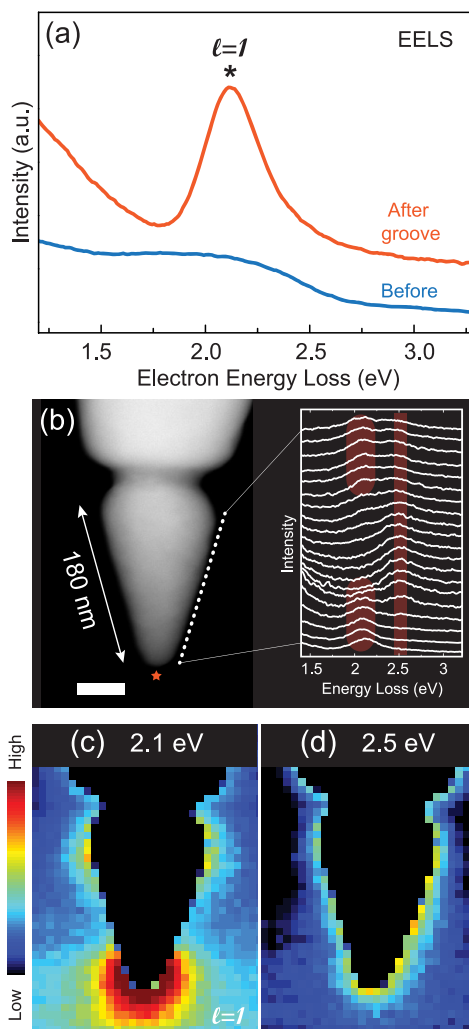 (a)
EELS
ℓ=1
*
After
groove
Before
Intensity (a.u.)
1.5 2.0 2.5 3.0
Electron Energy Loss (eV)
(b)
180 nm
Intensity
1.5 2 2.5 3
Energy Loss (eV)
(c) 2.1 eV
(d) 2.5 eV
High
Low
ℓ=1